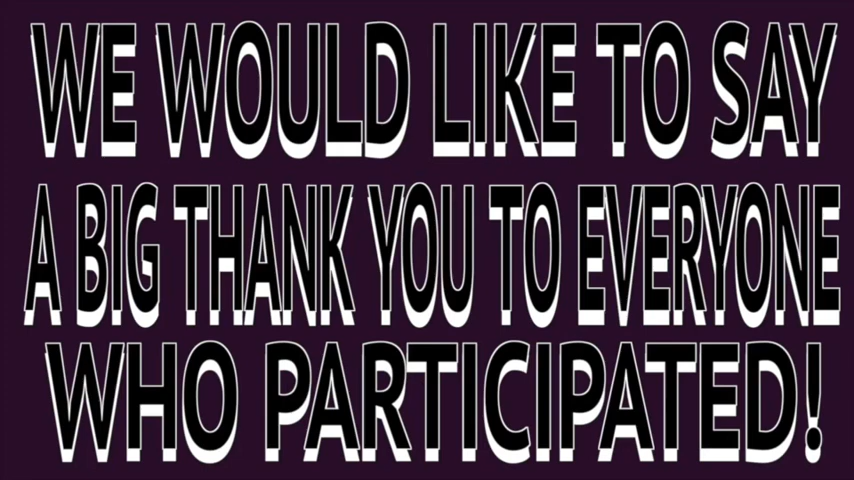 WE WOULD LIKE TO SAY
A BIG THANK YOU TO EVERYONE
WHO PARTICIPATED!